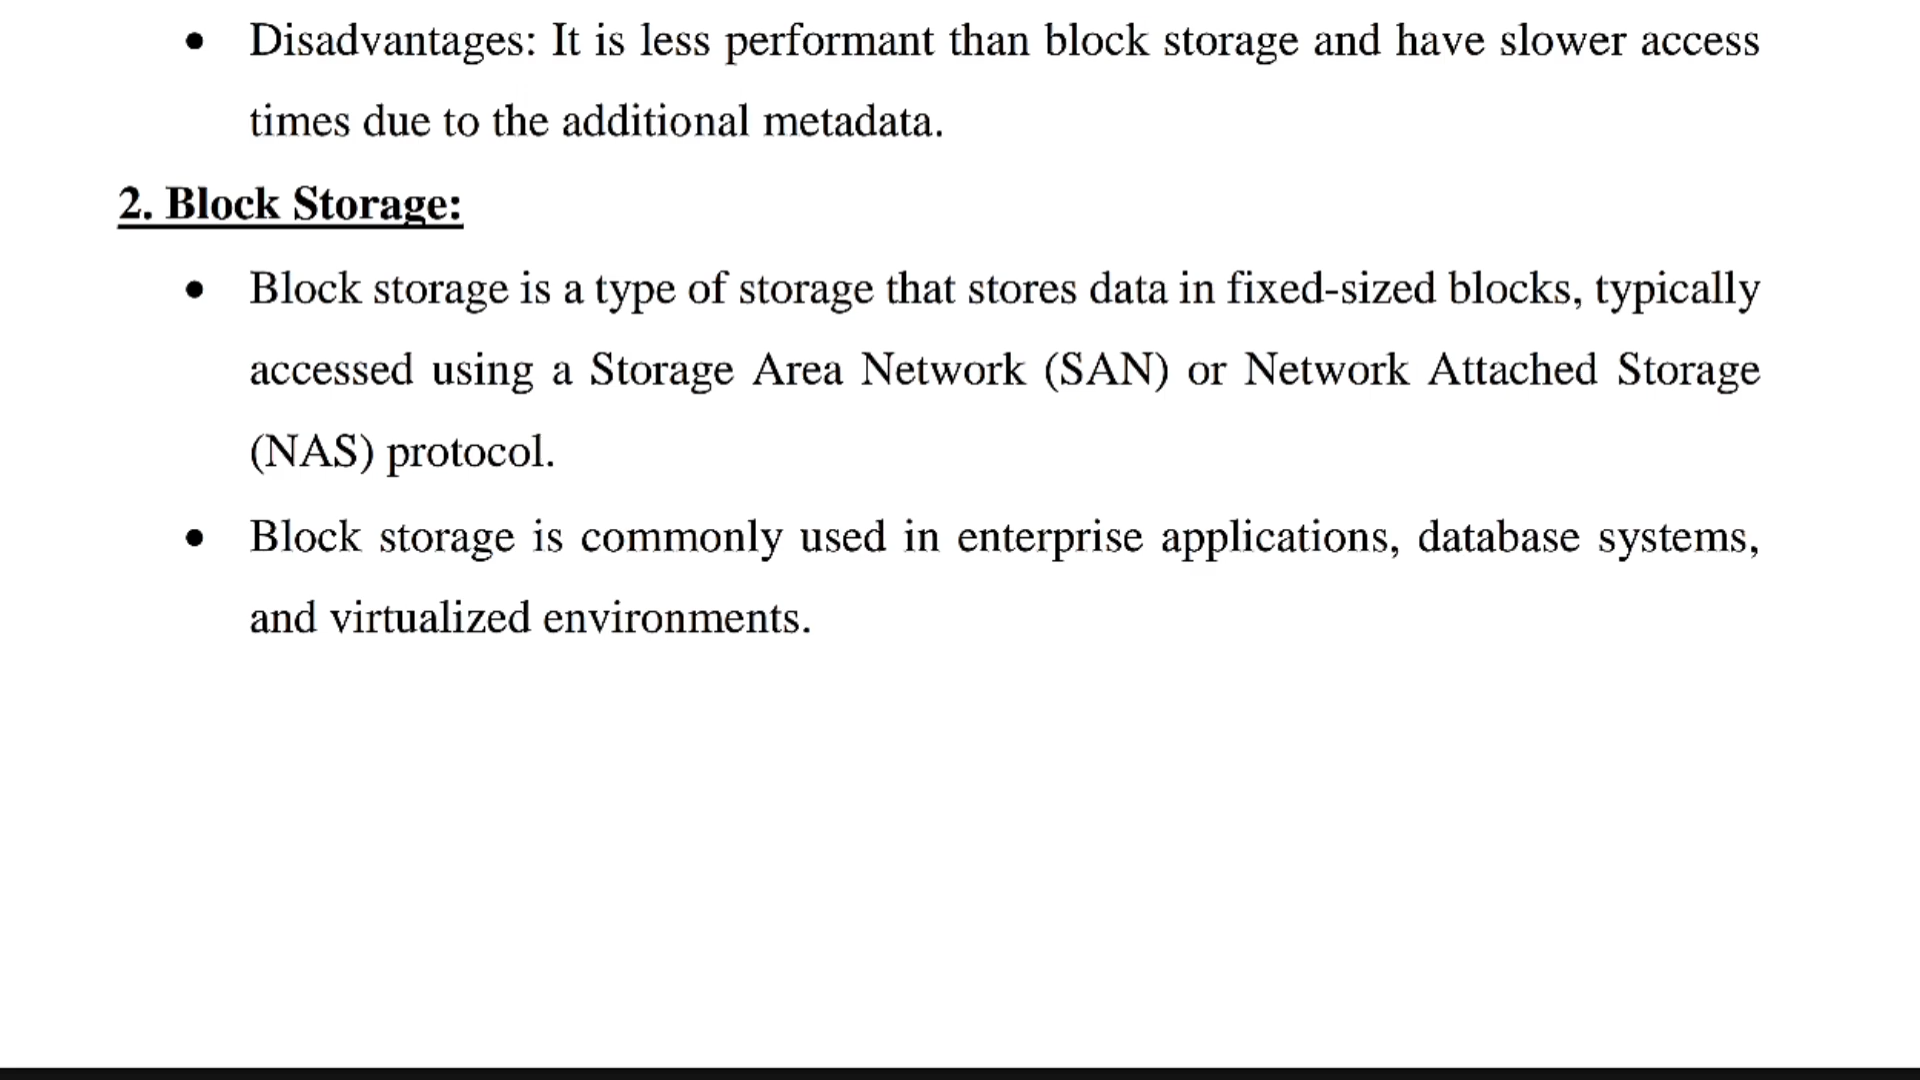 • Disadvantages: It is less performant than block storage and have slower access
times due to the additional metadata.
2. Block Storage:
• Block storage is a type of storage that stores data in fixed-sized blocks, typically
accessed using a Storage Area Network (SAN) or Network Attached Storage
(NAS) protocol.
• Block storage is commonly used in enterprise applications, database systems,
and virtualized environments.